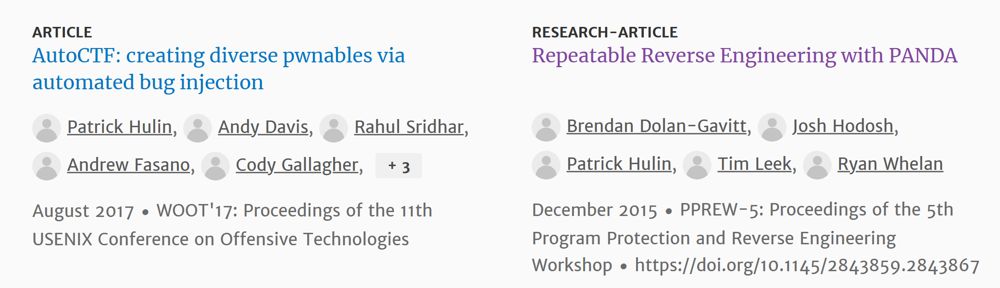 ARTICLE
AutoCTF: creating diverse pwnables via
automated bug injection
Patrick Hulin, Andy Davis, Rahul Sridhar,
Andrew Fasano, Cody Gallagher, + 3
August 2017 • WOOT'17: Proceedings of the 11th
USENIX Conference on Offensive Technologies
RESEARCH-ARTICLE
Repeatable Reverse Engineering with PANDA
Brendan Dolan-Gavitt, Josh Hodosh,
Patrick Hulin, Tim Leek, Ryan Whelan
December 2015 • PPREW-5: Proceedings of the 5th
Program Protection and Reverse Engineering
Workshop • https://doi.org/10.1145/2843859.2843867